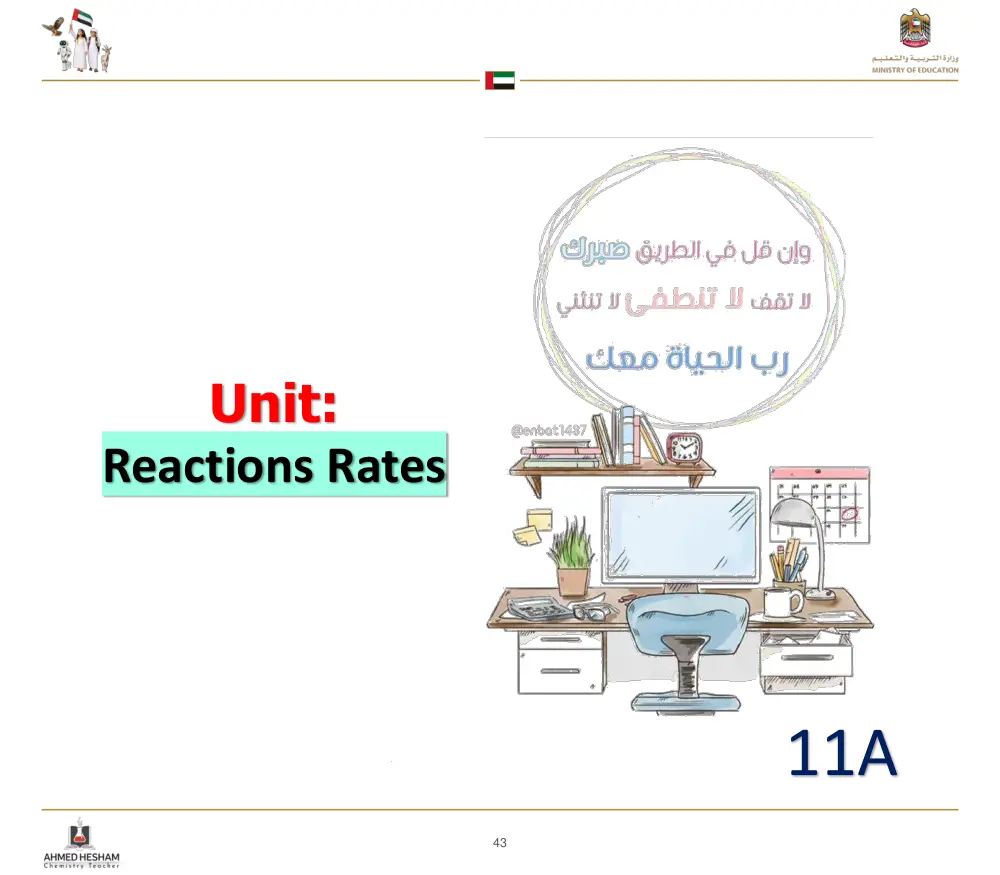 وزارة التربية والتعليم
MINISTRY OF EDUCATION
وإن قل في الطريق صبرك
لا تقف لا تنطفئ لا تنثني
رب الحياة معك
@enbat1437
Unit:
Reactions Rates
11A
AHMED HESHAM
Chemistry Teacher
43